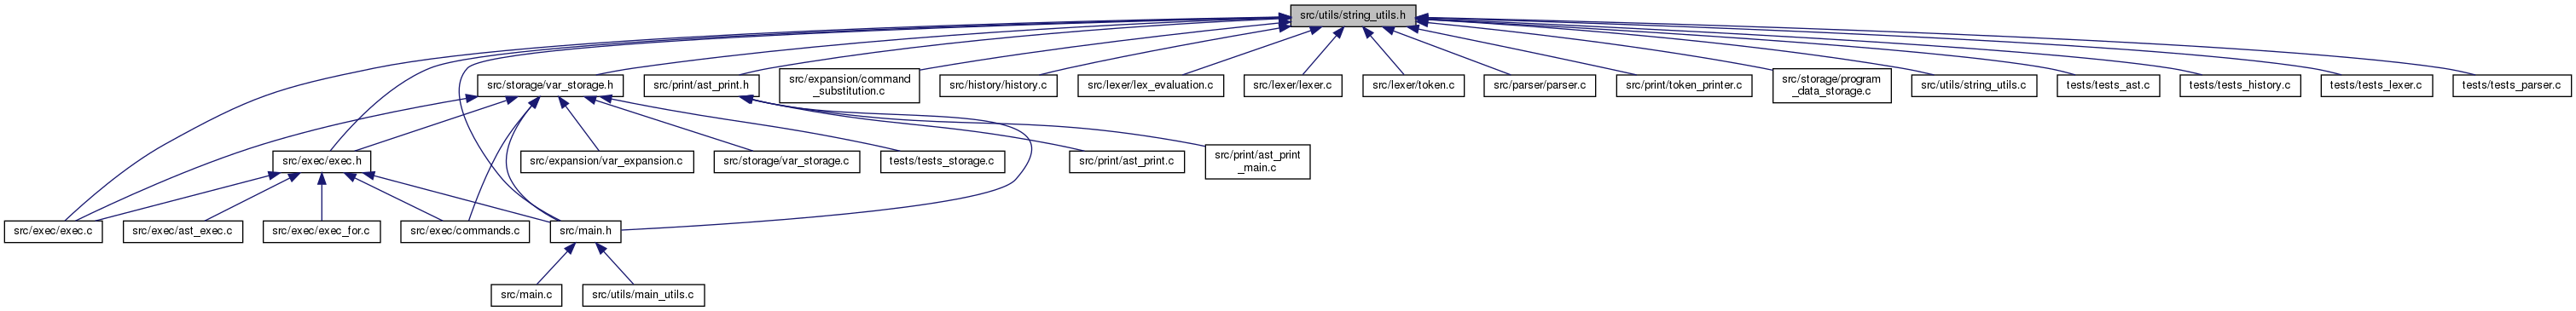 src/utils/string_utils.h
src/storage/var_storage.h
src/print/ast_print.h
src/expansion/command
_substitution.c
src/history/history.c
src/lexer/lex_evaluation.c
src/lexer/lexer.c
src/lexer/token.c
src/parser/parser.c
src/print/token_printer.c
src/storage/program
_data_storage.c
src/utils/string_utils.c
tests/tests_ast.c
tests/tests_history.c
tests/tests_lexer.c
tests/tests_parser.c
src/exec/exec.h
src/expansion/var_expansion.c
src/storage/var_storage.c
tests/tests_storage.c
src/print/ast_print.c
src/print/ast_print
_main.c
src/exec/exec.c
src/exec/ast_exec.c
src/exec/exec_for.c
src/exec/commands.c
src/main.h
src/main.c
src/utils/main_utils.c